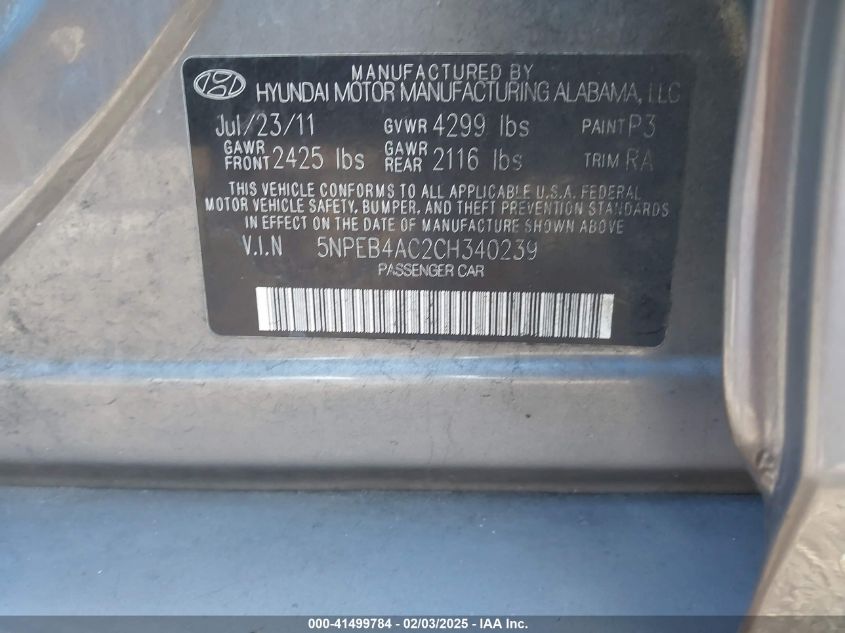 MANUFACTURED BY
HYUNDAI MOTOR MANUFACTURING ALABAMA, LLC
Jul/23/11 GVWR 4299 lbs PAINT P3
GAWR FRONT 2425 lbs GAWR REAR 2116 lbs TRIM RA
THIS VEHICLE CONFORMS TO ALL APPLICABLE U.S.A. FEDERAL
MOTOR VEHICLE SAFETY, BUMPER, AND THEFT PREVENTION STANDARDS
IN EFFECT ON THE DATE OF MANUFACTURE SHOWN ABOVE
V.I.N 5NPEB4AC2CH340239
PASSENGER CAR
000-41499784 - 02/03/2025 - IAAI.com